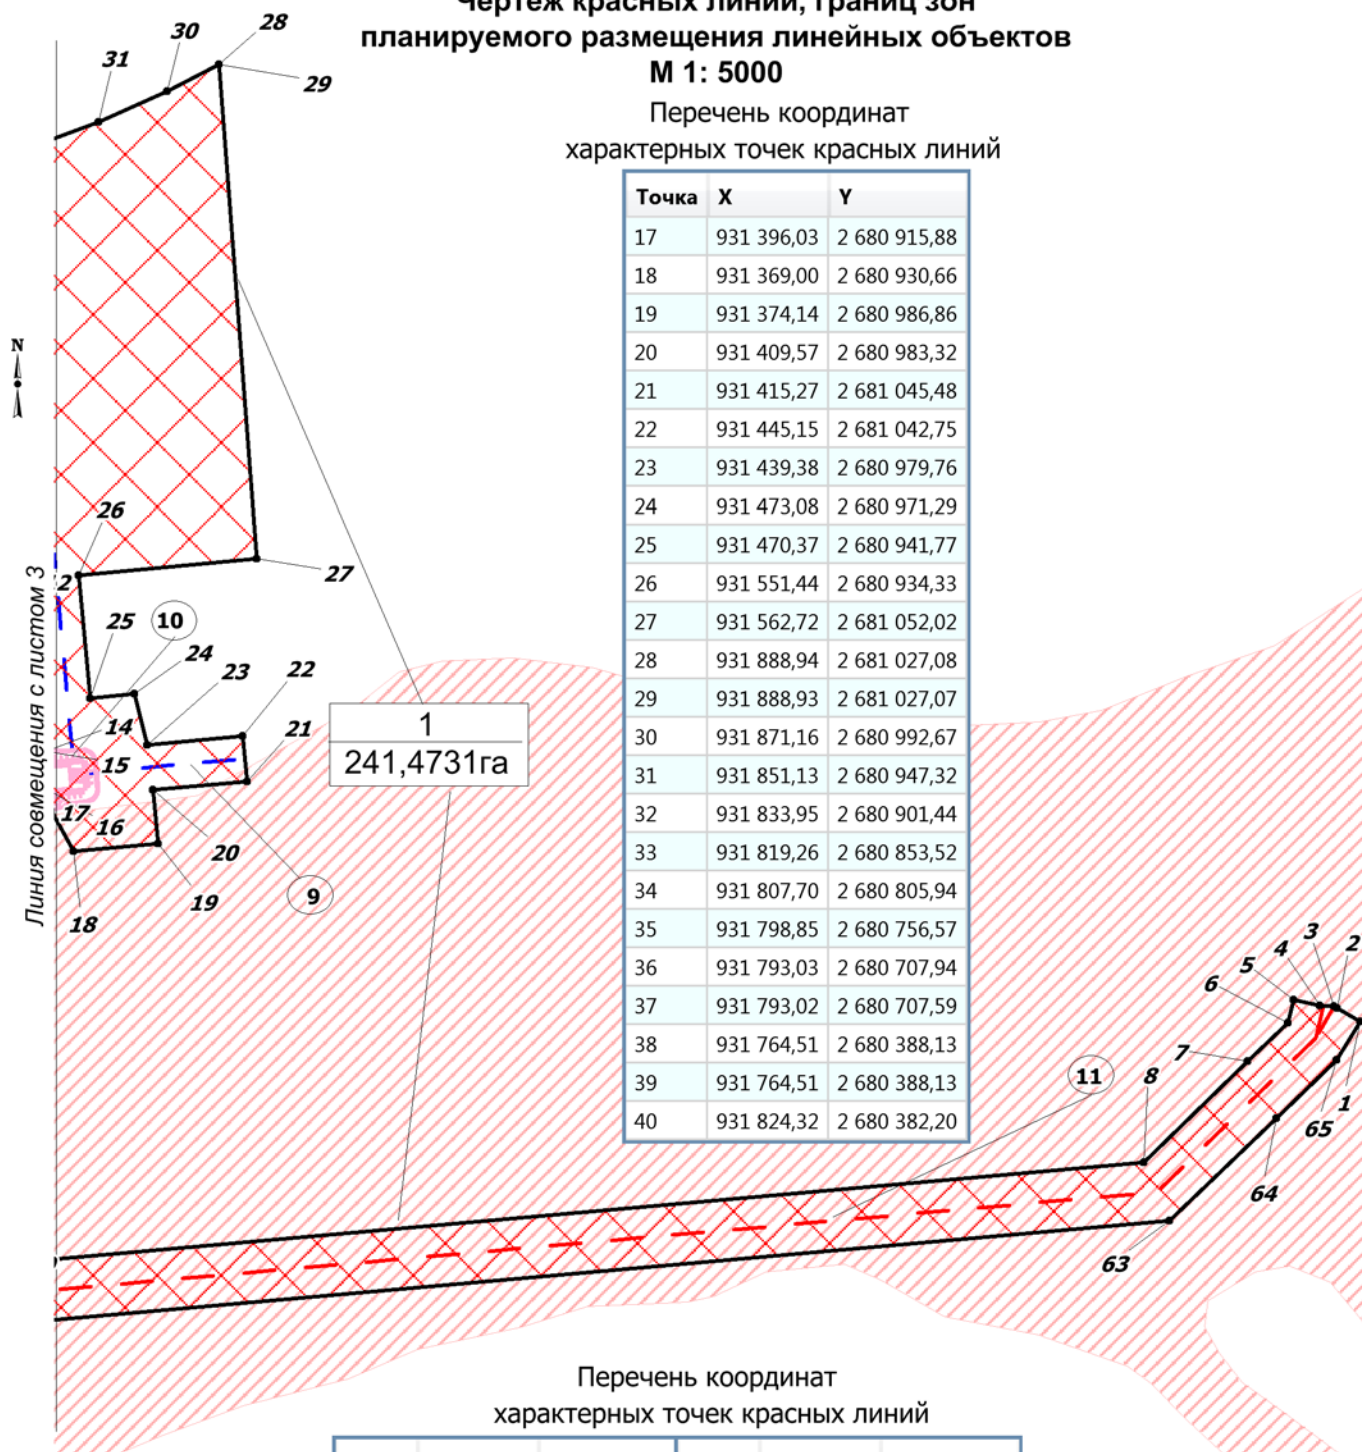 Чертеж красных линий, границ зон
планируемого размещения линейных объектов
М 1: 5000
Перечень координат
характерных точек красных линий
Точка X Y
17 931 396,03 2 680 915,88
18 931 369,00 2 680 930,66
19 931 374,14 2 680 986,86
20 931 409,57 2 680 983,32
21 931 415,27 2 681 045,48
22 931 445,15 2 681 042,75
23 931 439,38 2 680 979,76
24 931 473,08 2 680 971,29
25 931 470,37 2 680 941,77
26 931 551,44 2 680 934,33
27 931 562,72 2 681 052,02
28 931 888,94 2 681 027,08
29 931 888,93 2 681 027,07
30 931 871,16 2 680 992,67
31 931 851,13 2 680 947,32
32 931 833,95 2 680 901,44
33 931 819,26 2 680 853,52
34 931 807,70 2 680 805,94
35 931 798,85 2 680 756,57
36 931 793,03 2 680 707,94
37 931 793,02 2 680 707,59
38 931 764,51 2 680 388,13
39 931 764,51 2 680 388,13
40 931 824,32 2 680 382,20
28
30
31
29
N
26
27
2
25
10
24
23
22
14
21
15
17
16
20
19
9
18
Линия совмещения с листом 3
1
241,4731га
3
2
4
5
6
7
8
11
1
65
64
63
Перечень координат
характерных точек красных линий